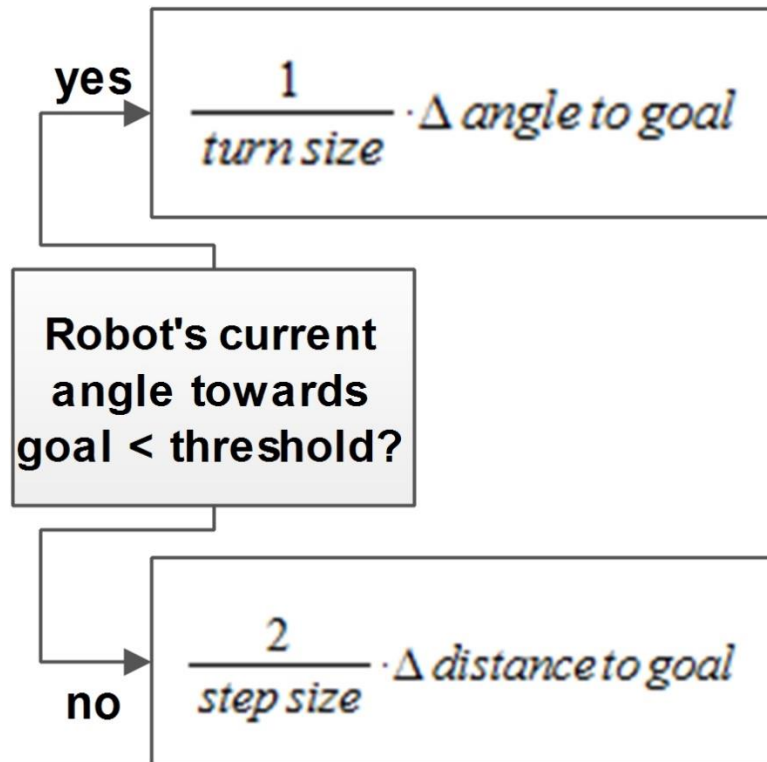 yes
1
turn size
· Δ angle to goal
Robot's current
angle towards
goal < threshold?
2
step size
· Δ distance to goal
no